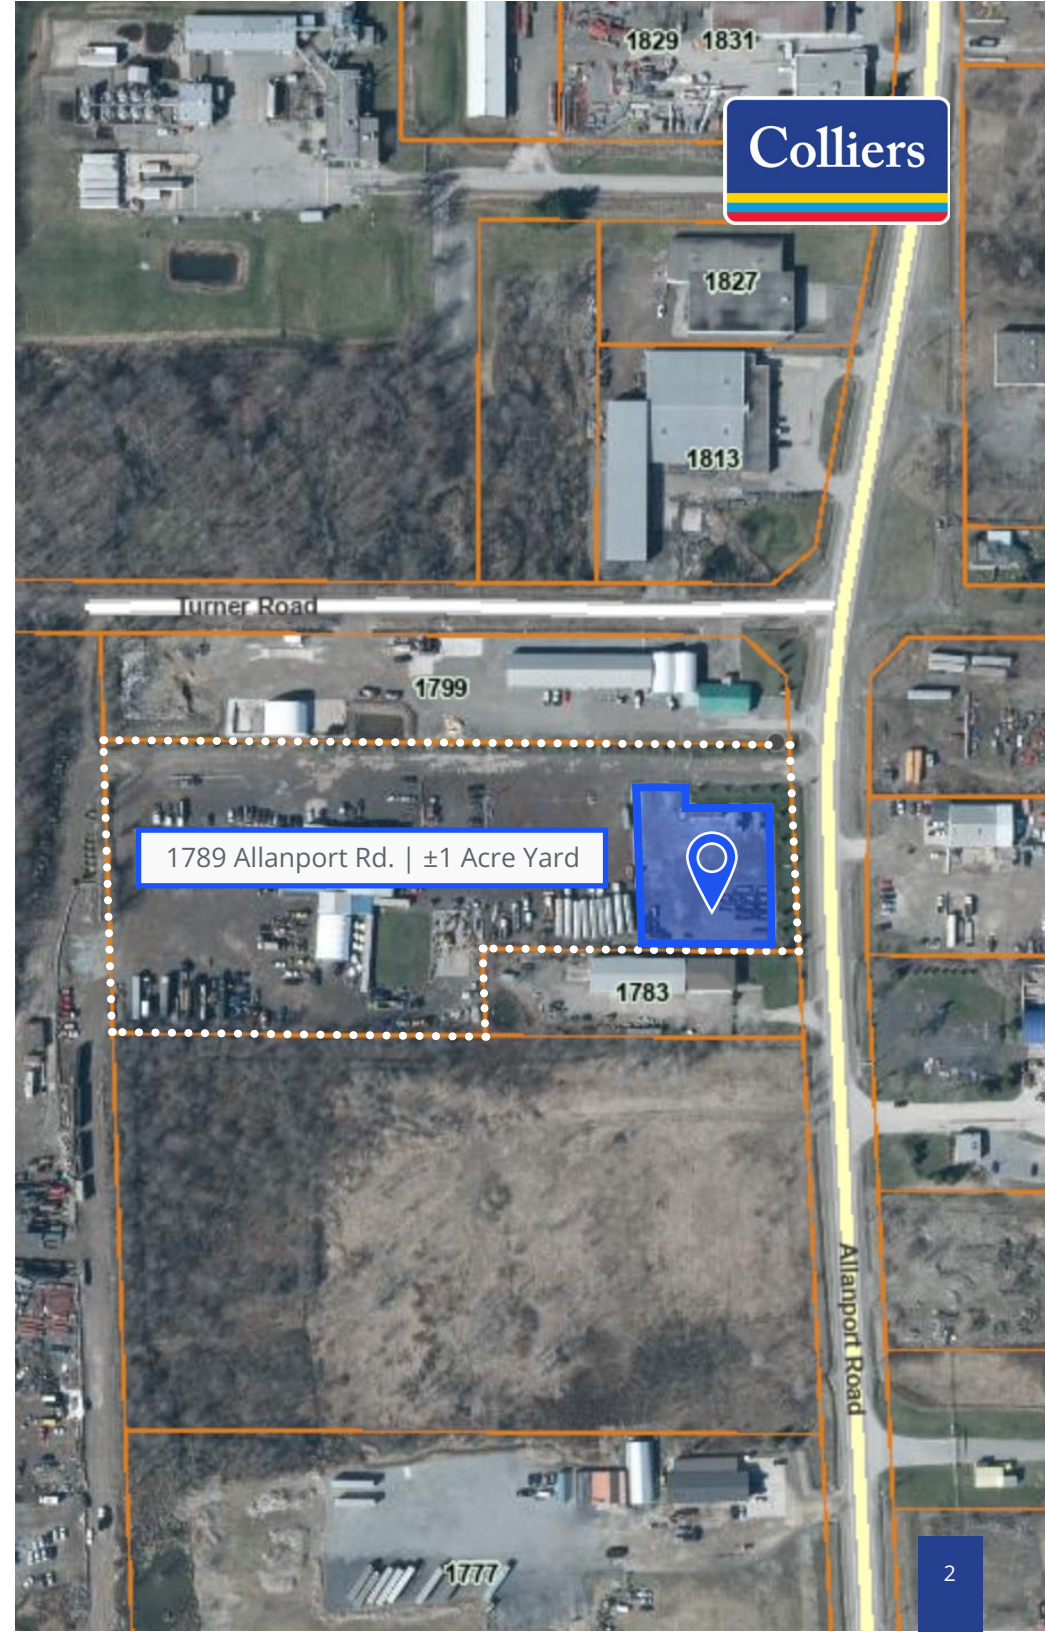 1829 1831
Colliers
1827
1813
Turner Road
1799
1789 Allanport Rd. | ±1 Acre Yard
1783
Allanport Road
1777
2